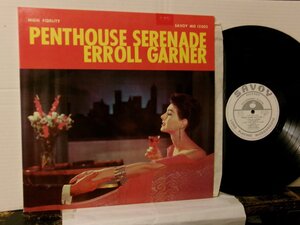 HIGH FIDELITY
SAVOY MG 12002
PENTHOUSE SERENADE
ERROLL GARNER
SAVOY